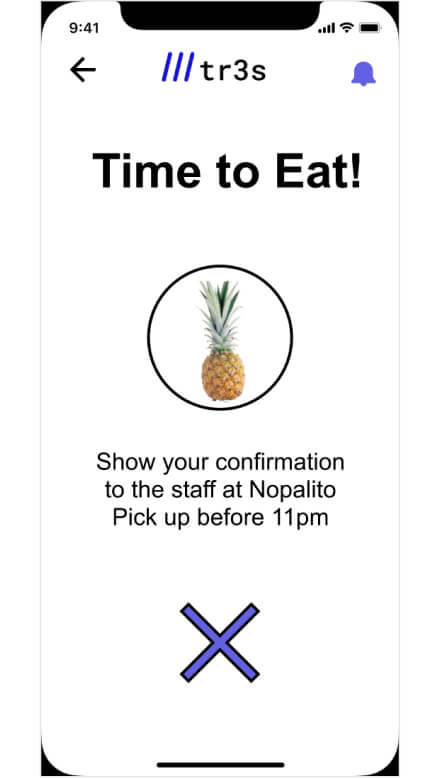 9:41
///tr3s
Time to Eat!
Show your confirmation
to the staff at Nopalito
Pick up before 11pm